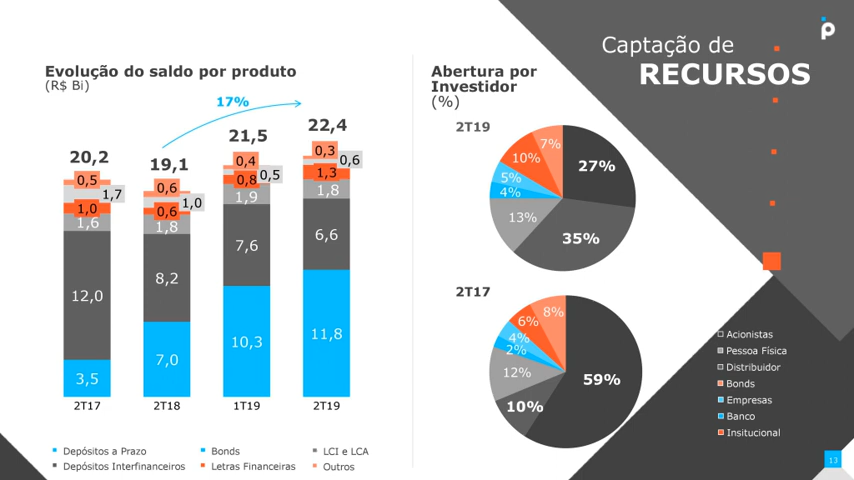 Captação de
RECURSOS
Evolução do saldo por produto
(R$ Bi)
17%
20,2
19,1
21,5
22,4
0,5
1,7
1,0
1,6
12,0
3,5
0,6
1,0
0,6
1,8
8,2
7,0
0,4
0,5
0,8
1,9
7,6
10,3
0,3
0,6
1,3
1,8
6,6
11,8
2T17
2T18
1T19
2T19
Depósitos a Prazo
Bonds
LCI e LCA
Depósitos Interfinanceiros
Letras Financeiras
Outros
Abertura por
Investidor
(%)
2T19
7%
10%
27%
5%
4%
13%
35%
2T17
8%
6%
4%
2%
12%
10%
59%
Acionistas
Pessoa Física
Distribuidor
Bonds
Empresas
Banco
Insitucional
p
13